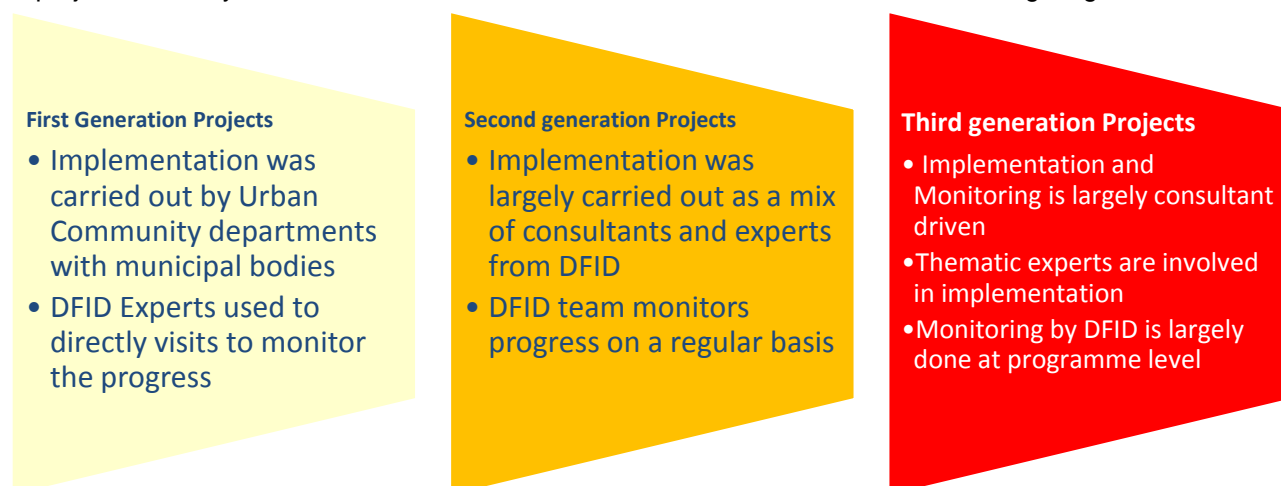 First Generation Projects
• Implementation was
carried out by Urban
Community departments
with municipal bodies
• DFID Experts used to
directly visits to monitor
the progress
Second generation Projects
• Implementation was
largely carried out as a mix
of consultants and experts
from DFID
• DFID team monitors
progress on a regular basis
Third generation Projects
• Implementation and
Monitoring is largely consultant
driven
•Thematic experts are involved
in implementation
•Monitoring by DFID is largely
done at programme level